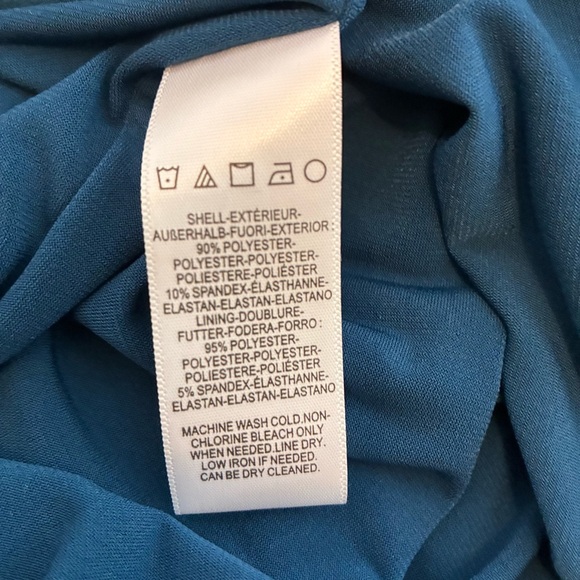 SHELL-EXTÉRIEUR-
AUßERHALB-FUORI-EXTERIOR
90% POLYESTER-
POLYESTER-POLYESTER-
POLIESTERE-POLIÉSTER
10% SPANDEX-ÉLASTHANNE-
ELASTAN-ELASTAN-ELASTANO
LINING-DOUBLURE-
FUTTER-FODERA-FORRO :
95% POLYESTER-
POLYESTER-POLYESTER-
POLIESTERE-POLIÉSTER
5% SPANDEX-ÉLASTHANNE-
ELASTAN-ELASTAN-ELASTANO
MACHINE WASH COLD.NON-
CHLORINE BLEACH ONLY
WHEN NEEDED.LINE DRY.
LOW IRON IF NEEDED.
CAN BE DRY CLEANED.